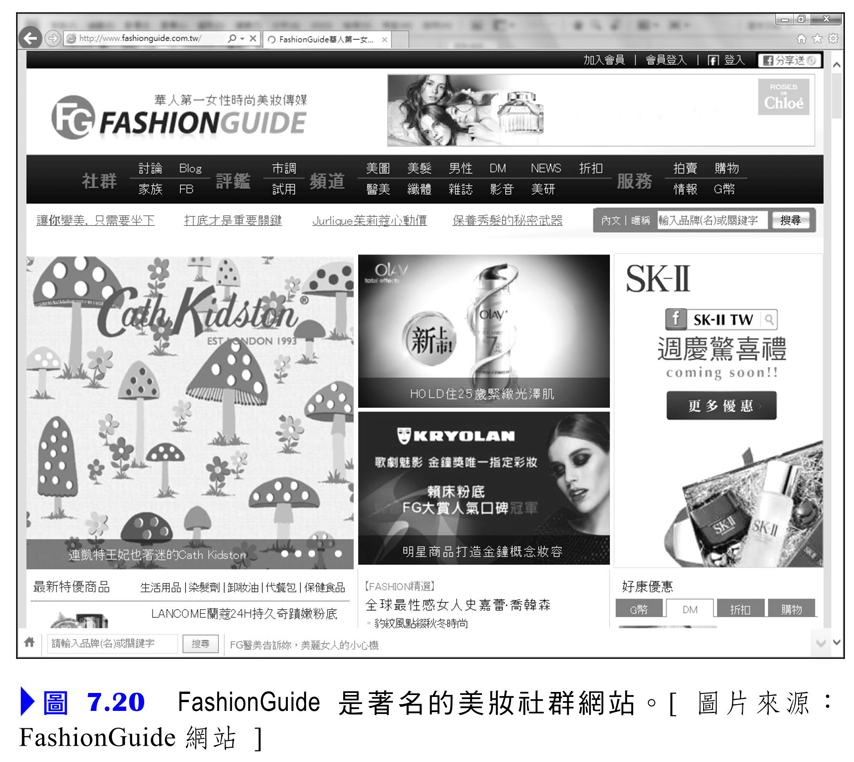 http://www.fashionguide.com.tw/
FashionGuide華人第一女...
加入會員 | 會員登入 | 登入 分享送
華人第一女性時尚美妝傳媒
FG FASHIONGUIDE
ROSES DE Chloé
社群 討論 Blog 評鑑 市調 頻道 美圖 美髮 男性 DM NEWS 折扣 服務 拍賣 購物
家族 FB 試用 醫美 纖體 雜誌 影音 美研 情報 G幣
讓你變美, 只需要坐下 打底才是重要關鍵 Jurlique茱莉蔻心動價 保養秀髮的秘密武器 內文 | 暱稱 輸入品牌(名)或關鍵字 搜尋
Cath Kidston®
EST LONDON 1993
連凱特王妃也著迷的Cath Kidston
OLAY
total effects
OLAY
7
新上市!
HOLD住25歲緊緻光澤肌
KRYOLAN
歌劇魅影 金鐘獎唯一指定彩妝
賴床粉底
FG大賞人氣口碑冠軍
明星商品打造金鐘概念妝容
SK-II
SK-II TW
週慶驚喜禮
coming soon!!
更多優惠
SK-II
SK-II
最新特優商品 生活用品 | 染髮劑 | 卸妝油 | 代餐包 | 保健食品
LANCOME蘭蔻24H持久奇蹟嫩粉底
【FASHION精選】
全球最性感女人史嘉蕾·喬韓森
。豹紋風點綴秋冬時尚
好康優惠
G幣 DM 折扣 購物
請輸入品牌(名)或關鍵字 搜尋 FG醫美告訴妳，美麗女人的小心機
圖 7.20 FashionGuide 是著名的美妝社群網站。[ 圖片來源：
FashionGuide 網站 ]